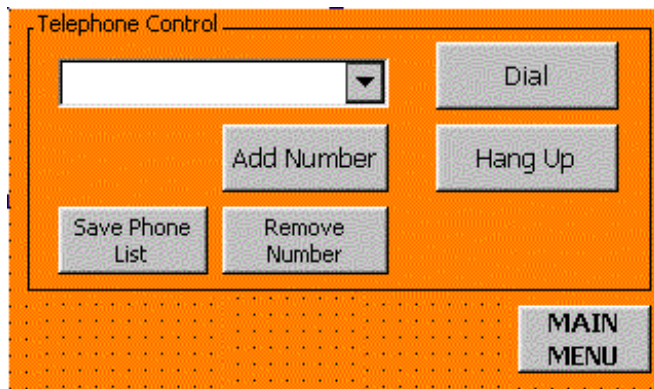 Telephone Control
Dial
Add Number
Hang Up
Save Phone
List
Remove
Number
MAIN
MENU